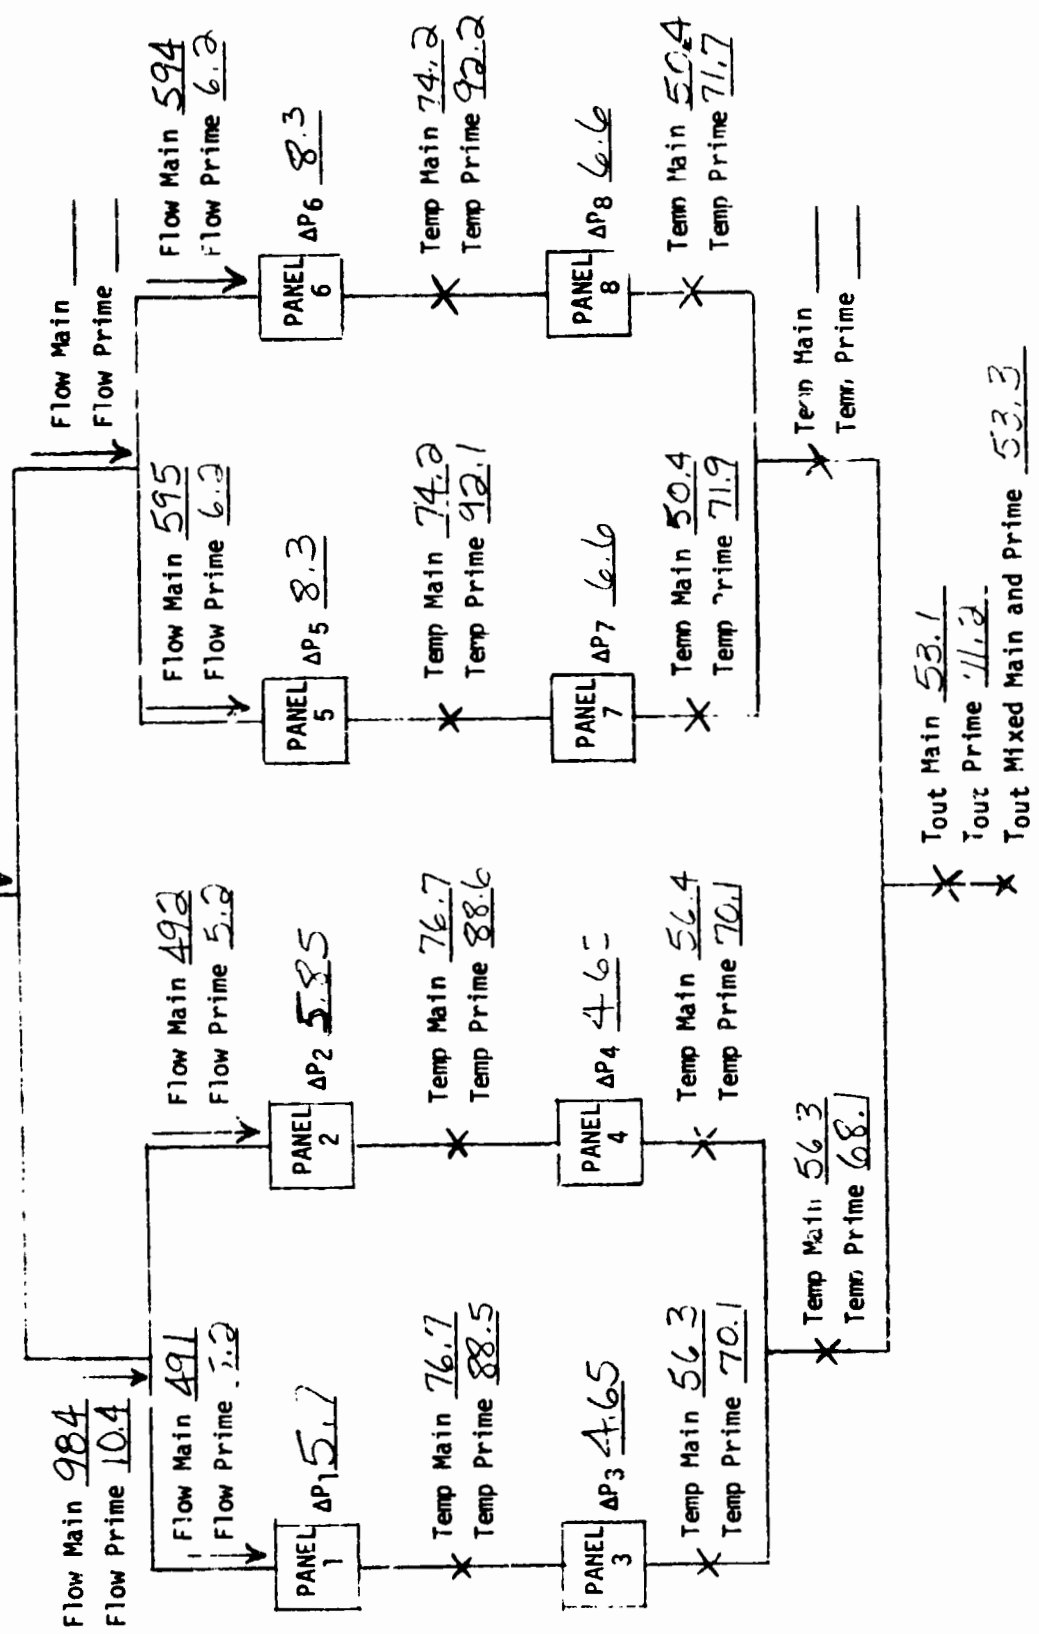 Flow Main 984
Flow Prime 10.4
Flow Main ___
Flow Prime ___
Flow Main 491
Flow Prime
Flow Main 492
Flow Prime 5.2
Flow Main 595
Flow Prime 6.2
Flow Main 594
Flow Prime 6.2
PANEL 1
ΔP1 5.7
PANEL 2
ΔP2 5.85
PANEL 5
ΔP5 8.3
PANEL 6
ΔP6 8.3
Temp Main 76.7
Temp Prime 88.5
Temp Main 76.7
Temp Prime 88.6
Temp Main 74.2
Temp Prime 92.1
Temp Main 74.2
Temp Prime 92.2
PANEL 3
ΔP3 4.65
PANEL 4
ΔP4
PANEL 7
ΔP7 6.6
PANEL 8
ΔP8 6.6
Temp Main 56 3
Temp Prime 70.1
Temp Main 56.4
Temp Prime 70.1
Temp Main 50.4
Temp Prime 71.9
Temp Main 50.4
Temp Prime 71.7
Temp Main 56 3
Temp Prime 68.1
Temp Main ___
Temp Prime ___
Tout Main 53.1
Tout Prime
Tout Mixed Main and Prime 53.3